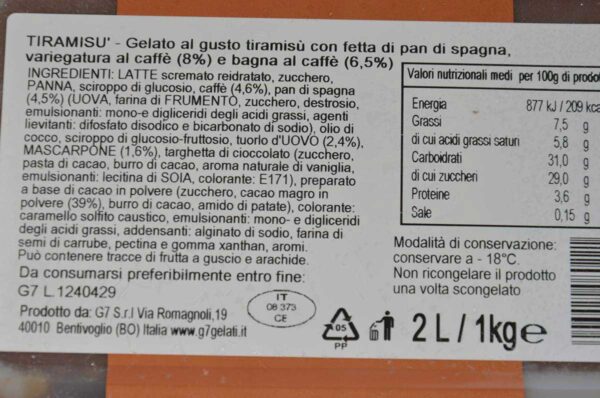 TIRAMISU' - Gelato al gusto tiramisù con fetta di pan di spagna,
variegatura al caffè (8%) e bagna al caffè (6,5%)
INGREDIENTI: LATTE scremato reidratato, zucchero,
PANNA, sciroppo di glucosio, caffè (4,6%), pan di spagna
(4,5%) (UOVA, farina di FRUMENTO, zucchero, destrosio,
emulsionanti: mono-e digliceridi degli acidi grassi, agenti
lievitanti: difosfato disodico e bicarbonato di sodio), olio di
cocco, sciroppo di glucosio-fruttosio, tuorlo d'UOVO (2,4%),
MASCARPONE (1,6%), targhetta di cioccolato (zucchero,
pasta di cacao, burro di cacao, aroma naturale di vaniglia,
emulsionanti: lecitina di SOIA, colorante: E171), preparato
a base di cacao in polvere (zucchero, cacao magro in
polvere (39%), burro di cacao, amido di patate), colorante:
caramello solfito caustico, emulsionanti: mono- e digliceridi
degli acidi grassi, addensanti: alginato di sodio, farina di
semi di carrube, pectina e gomma xanthan, aromi.
Può contenere tracce di frutta a guscio e arachide.
Da consumarsi preferibilmente entro fine:
G7 L.1240429
Prodotto da: G7 S.r.l Via Romagnoli,19
40010 Bentivoglio (BO) Italia www.g7gelati.it
IT
08 373
CE
Valori nutrizionali medi per 100g di prodot
Energia 877 kJ / 209 kca
Grassi 7,5 g
di cui acidi grassi saturi 5,8 g
Carboidrati 31,0 g
di cui zuccheri 29,0 g
Proteine 3,6 g
Sale 0,15 g
Modalità di conservazione:
conservare a - 18°C.
Non ricongelare il prodotto
una volta scongelato
05
PP
2 L / 1kg e